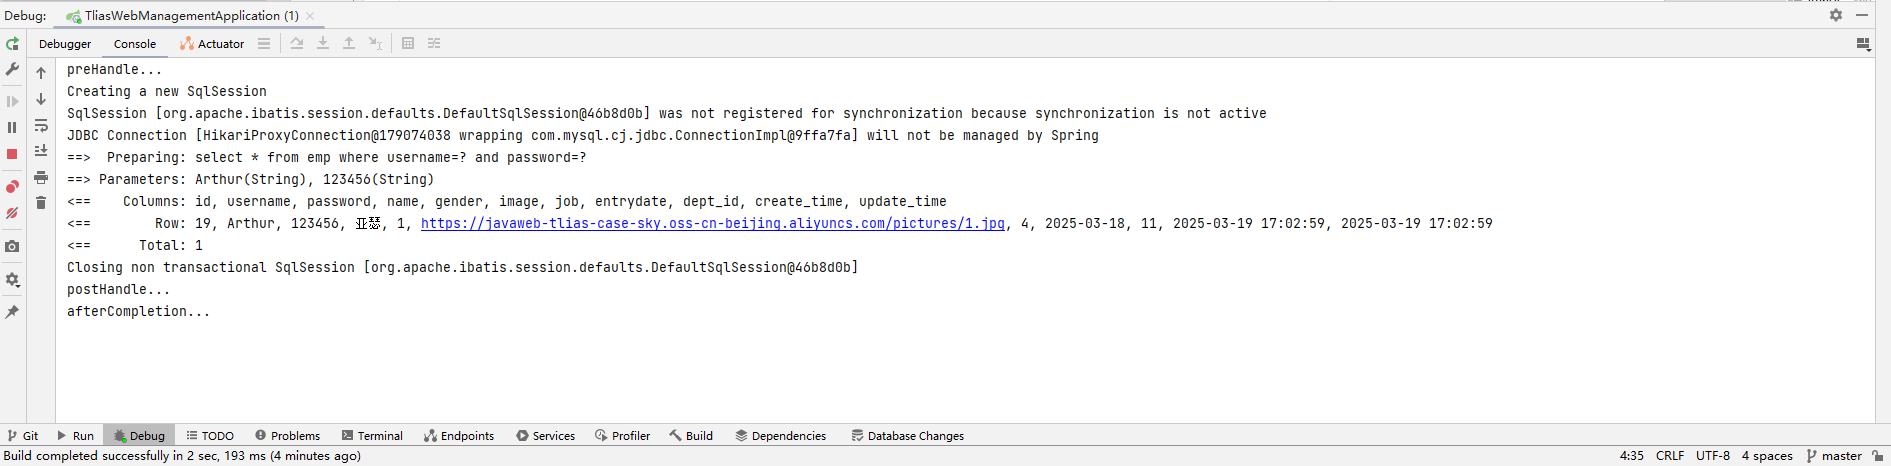 Debug: TliasWebManagementApplication (1)
Debugger Console Actuator
preHandle...
Creating a new SqlSession
SqlSession [org.apache.ibatis.session.defaults.DefaultSqlSession@46b8d0b] was not registered for synchronization because synchronization is not active
JDBC Connection [HikariProxyConnection@179074038 wrapping com.mysql.cj.jdbc.ConnectionImpl@9ffa7fa] will not be managed by Spring
==>  Preparing: select * from emp where username=? and password=?
==> Parameters: Arthur(String), 123456(String)
<==    Columns: id, username, password, name, gender, image, job, entrydate, dept_id, create_time, update_time
<==        Row: 19, Arthur, 123456, , 1, https://javaweb-tlias-case-sky.oss-cn-beijing.aliyuncs.com/pictures/1.jpg, 4, 2025-03-18, 11, 2025-03-19 17:02:59, 2025-03-19 17:02:59
<==      Total: 1
Closing non transactional SqlSession [org.apache.ibatis.session.defaults.DefaultSqlSession@46b8d0b]
postHandle...
afterCompletion...
Git Run Debug TODO Problems Terminal Endpoints Services Profiler Build Dependencies Database Changes
Build completed successfully in 2 sec, 193 ms (4 minutes ago) 4:35 CRLF UTF-8 4 spaces master